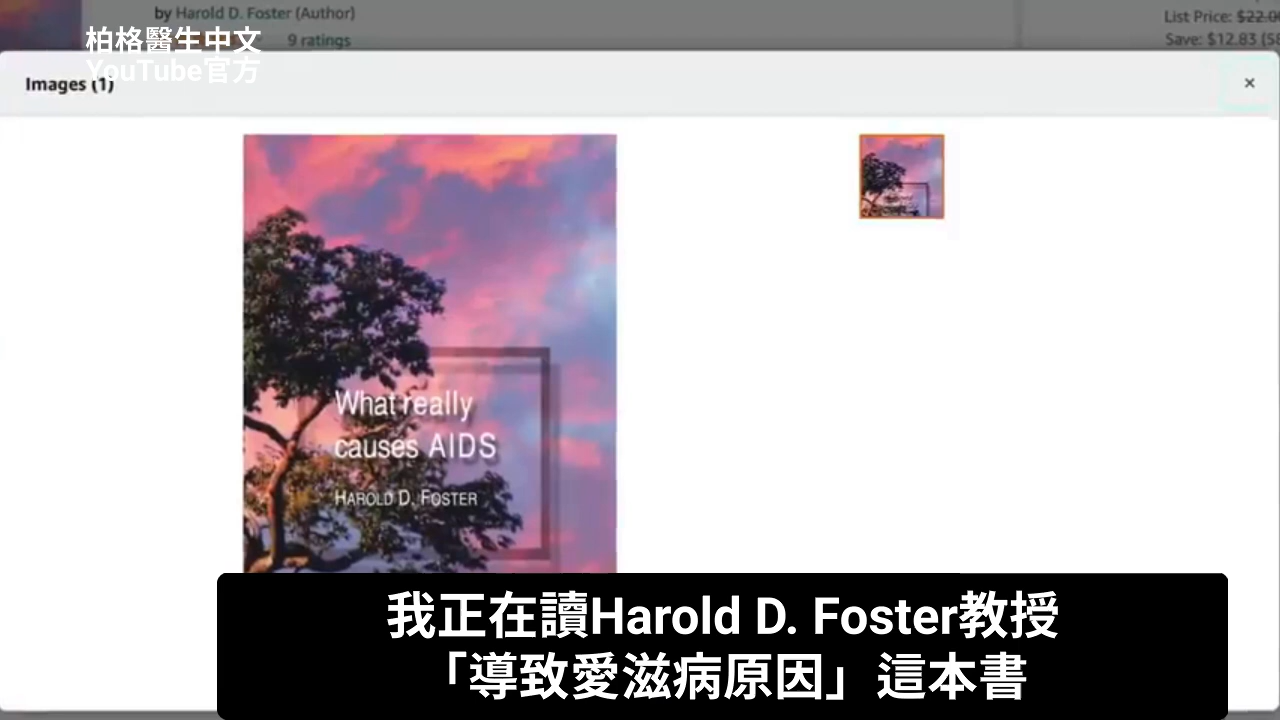 by Harold D. Foster (Author)
9 ratings
List Price: $22.0
Save: $12.83 (5
柏格醫生中文
YouTube官方
Images (1)
×
What really
causes AIDS
HAROLD D. FOSTER
我正在讀Harold D. Foster教授
「導致愛滋病原因」這本書